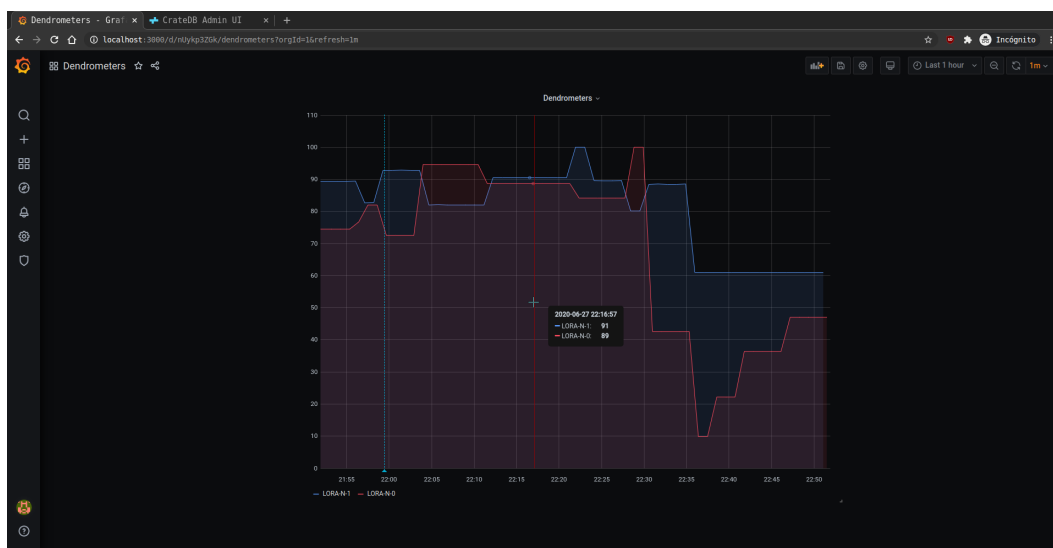 Dendrometers - Graf
CrateDB Admin UI
localhost:3000/d/nUykp3ZGk/dendrometers?orgId=1&refresh=1m
Incógnito
Dendrometers
Last 1 hour
1m
Dendrometers
110
100
90
80
70
60
50
40
30
20
10
0
2020-06-27 22:16:57
LORA-N-1: 91
LORA-N-0: 89
21:55 22:00 22:05 22:10 22:15 22:20 22:25 22:30 22:35 22:40 22:45 22:50
LORA-N-1 LORA-N-0